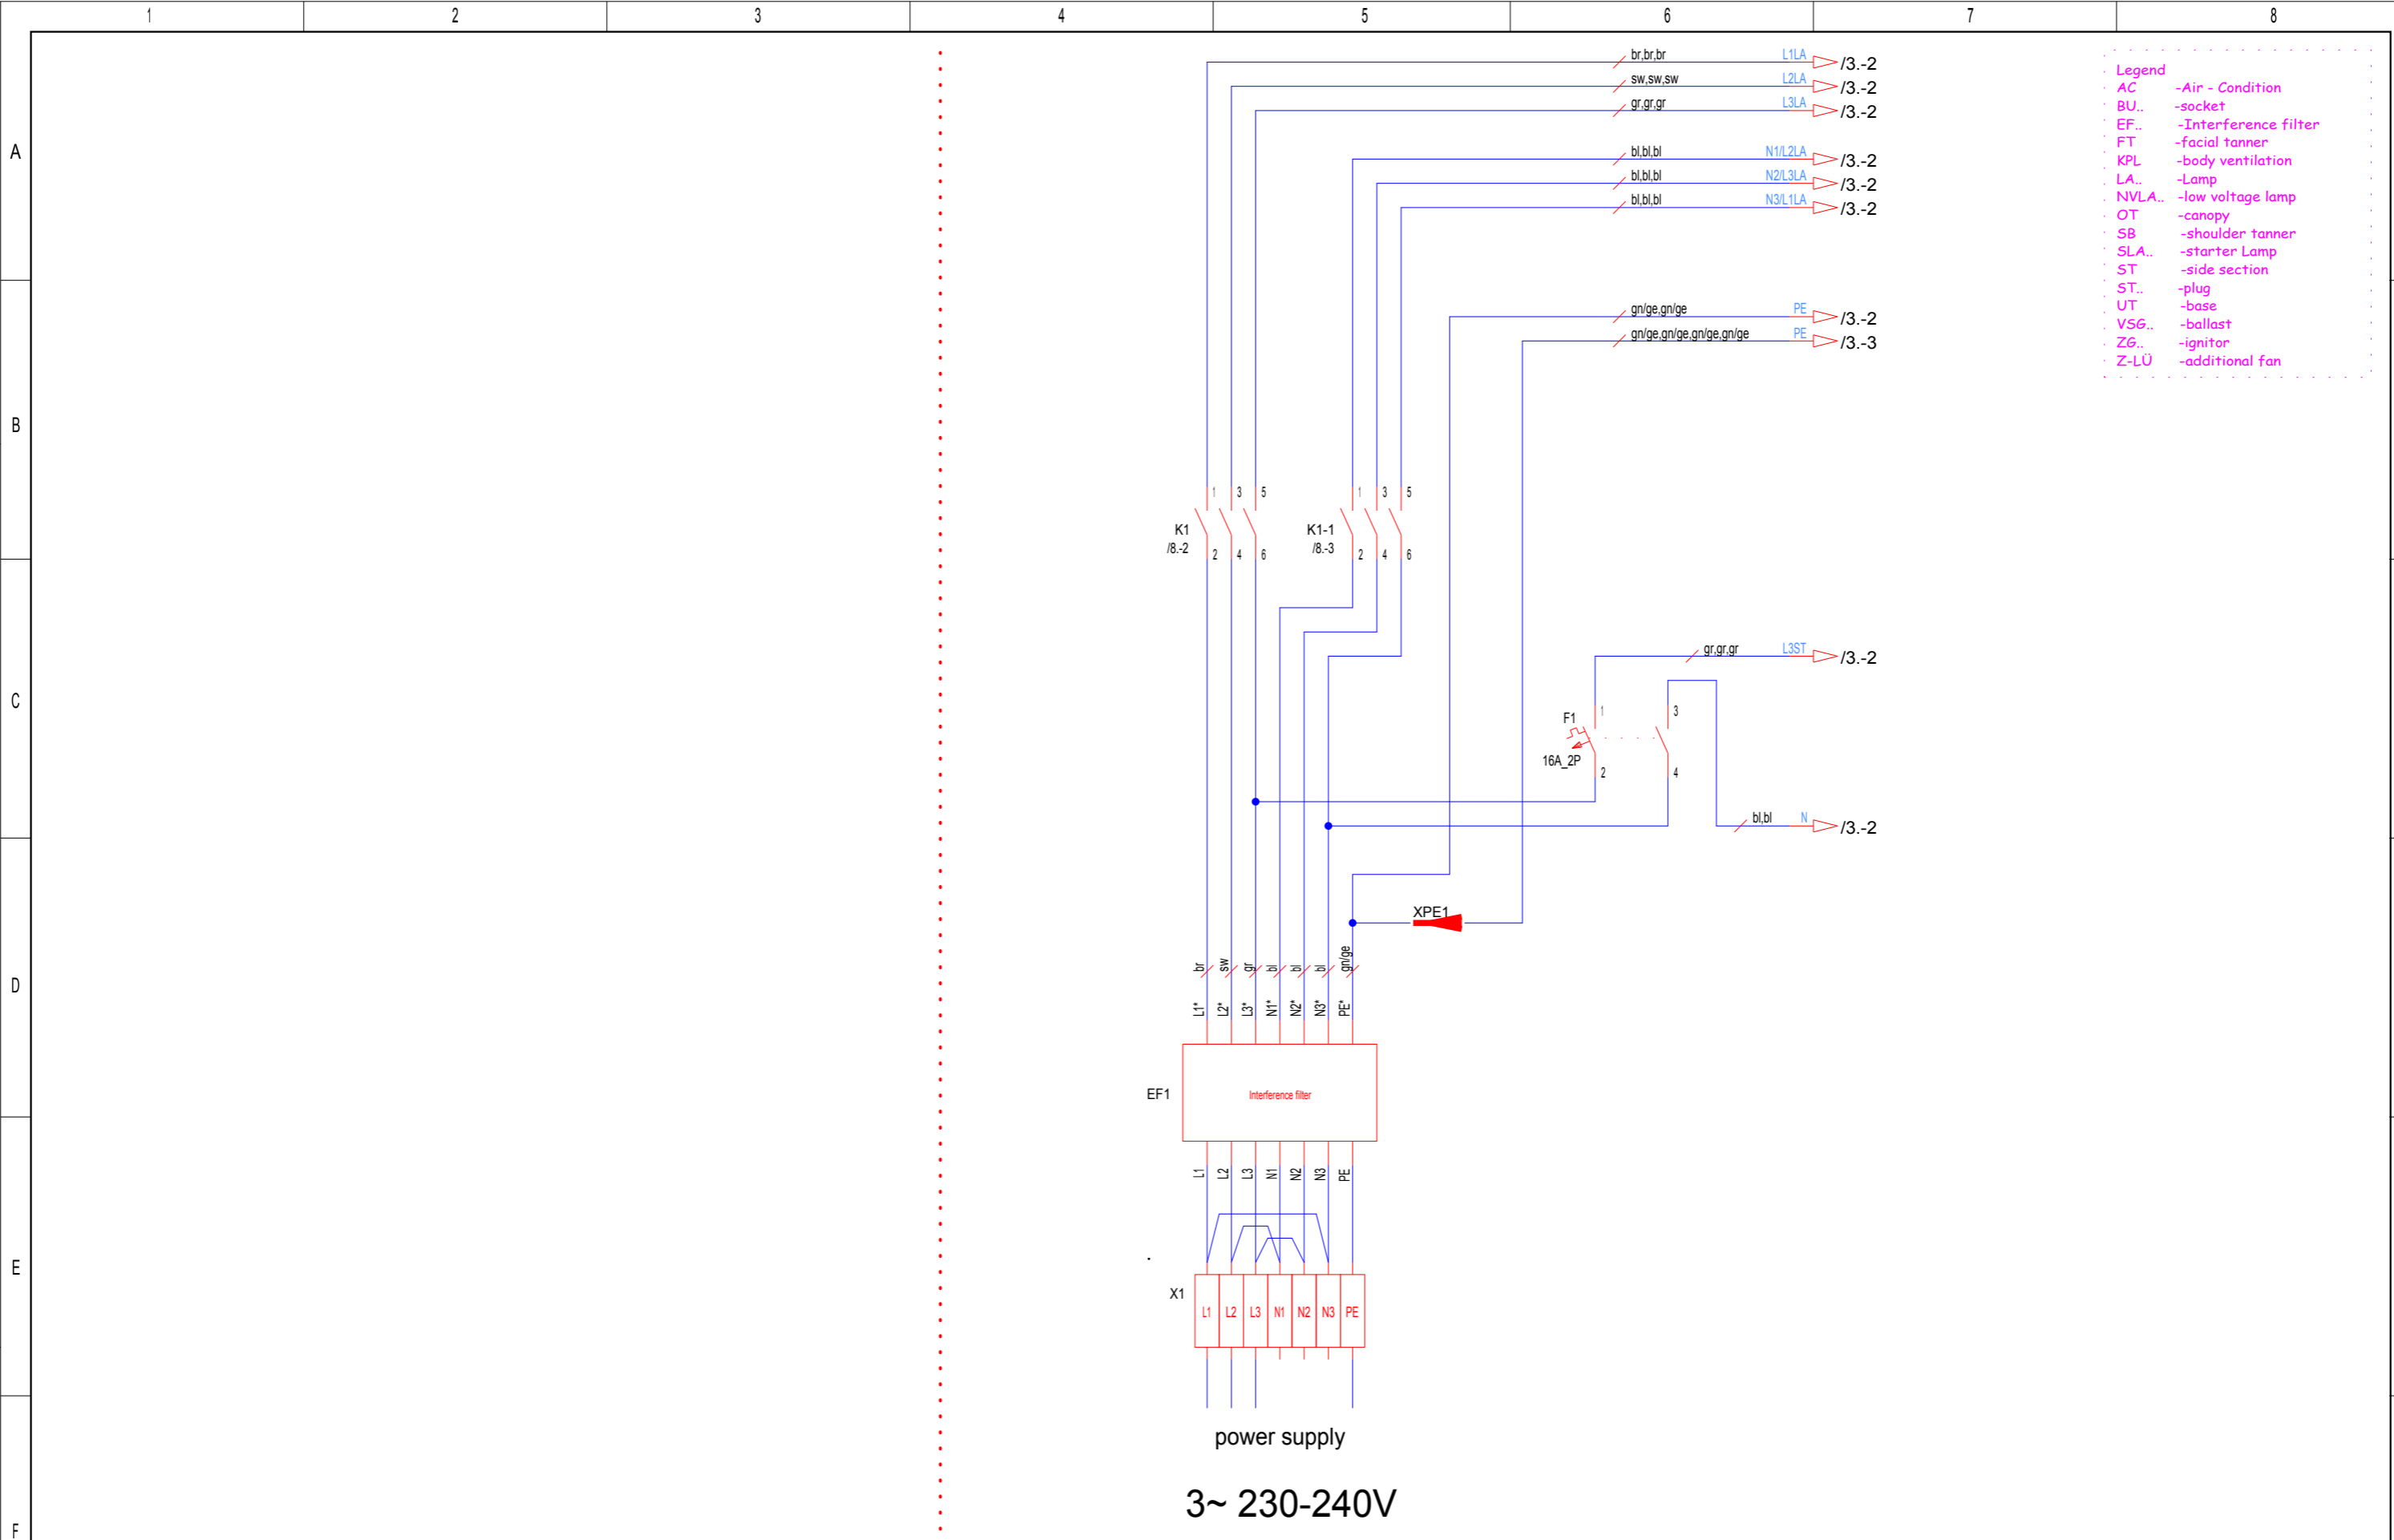 1 2 3 4 5 6 7 8
A
B
C
D
E
F
br,br,br L1LA /3.-2
sw,sw,sw L2LA /3.-2
gr,gr,gr L3LA /3.-2
bl,bl,bl N1/L2LA /3.-2
bl,bl,bl N2/L3LA /3.-2
bl,bl,bl N3/L1LA /3.-2
gn/ge,gn/ge PE /3.-2
gn/ge,gn/ge,gn/ge,gn/ge PE /3.-3
Legend
AC -Air - Condition
BU.. -socket
EF.. -Interference filter
FT -facial tanner
KPL -body ventilation
LA.. -Lamp
NVLA.. -low voltage lamp
OT -canopy
SB -shoulder tanner
SLA.. -starter Lamp
ST -side section
ST.. -plug
UT -base
VSG.. -ballast
ZG.. -ignitor
Z-LÜ -additional fan
1 3 5 1 3 5
K1 K1-1
/8.-2 /8.-3
2 4 6 2 4 6
gr,gr,gr L3ST /3.-2
F1 1 3
16A_2P
2 4
bl,bl N /3.-2
XPE1
br sw gr bl bl bl gn/ge
L1* L2* L3* N1* N2* N3* PE*
EF1 Interference filter
L1 L2 L3 N1 N2 N3 PE
X1
L1 L2 L3 N1 N2 N3 PE
power supply
3~ 230-240V